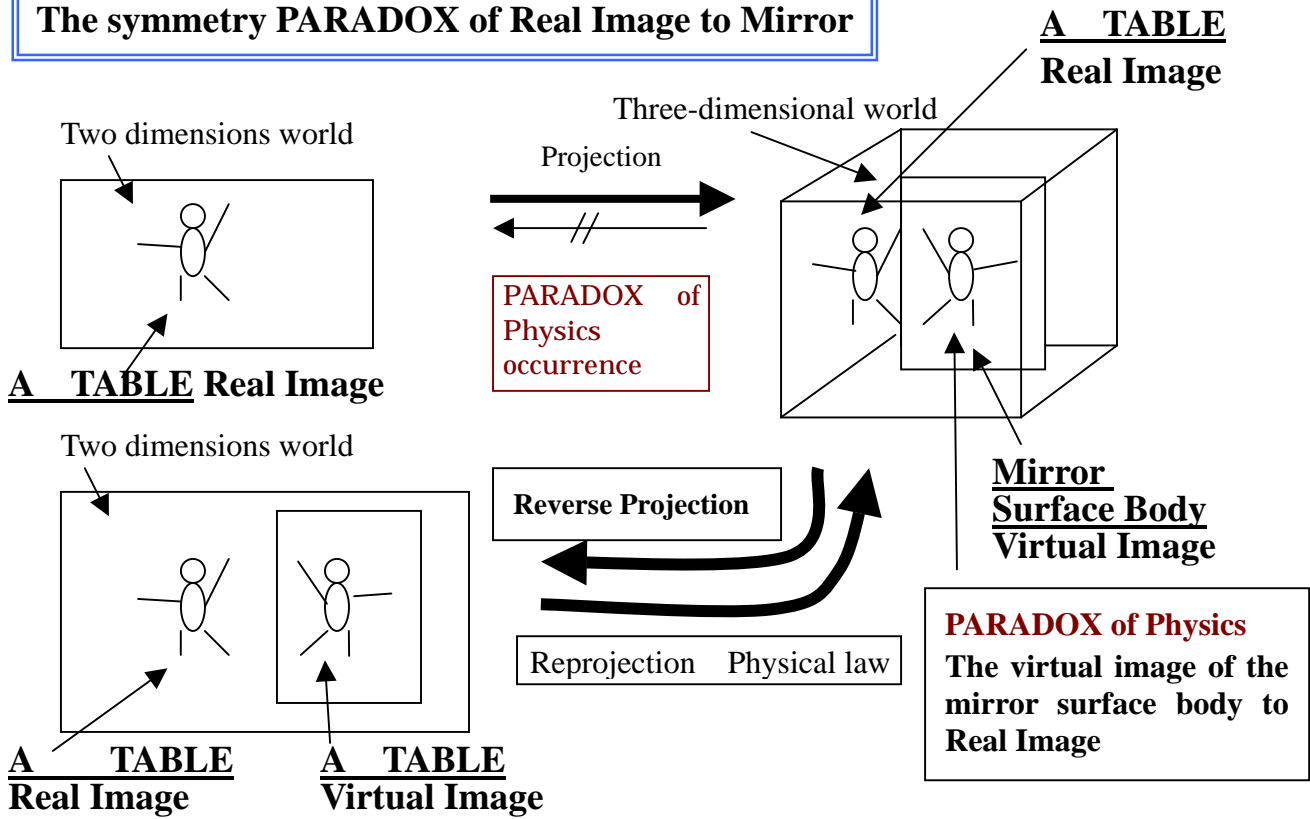 The symmetry PARADOX of Real Image to Mirror
A TABLE
Real Image
Three-dimensional world
Two dimensions world
Projection
PARADOX of
Physics
occurrence
A TABLE Real Image
Two dimensions world
Reverse Projection
Mirror
Surface Body
Virtual Image
Reprojection Physical law
PARADOX of Physics
The virtual image of the
mirror surface body to
Real Image
A TABLE
Real Image
A TABLE
Virtual Image